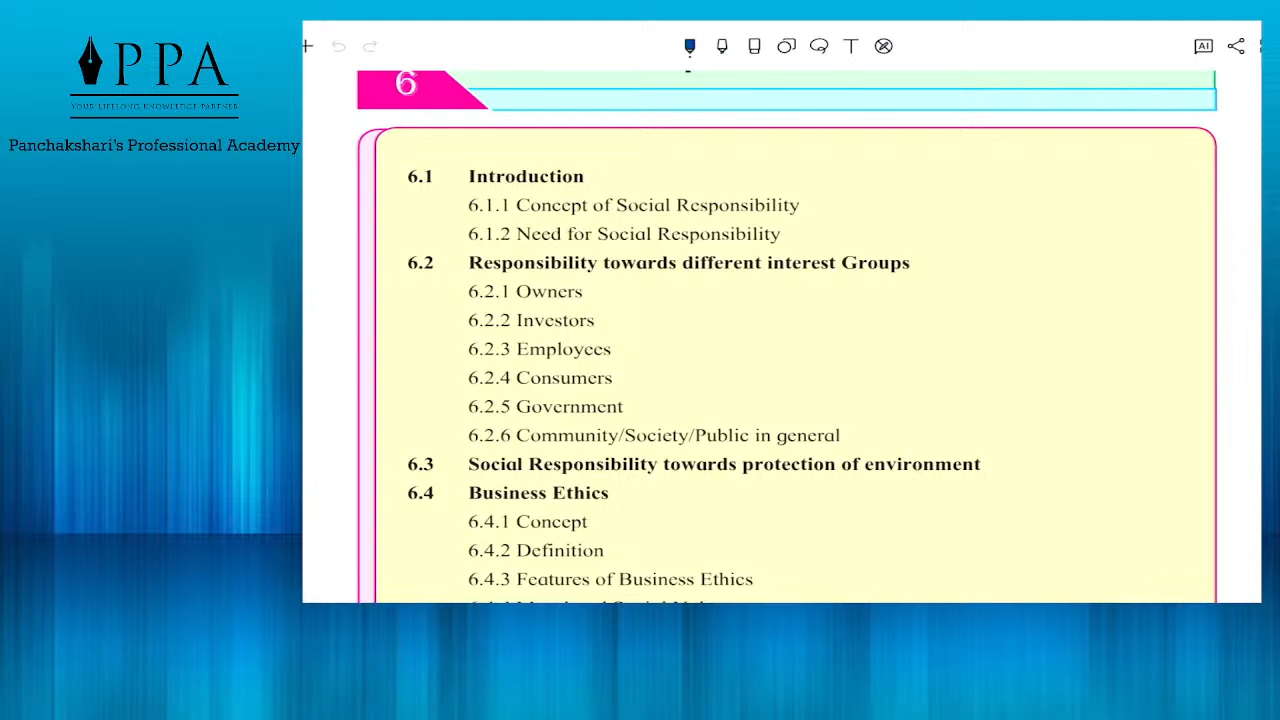 PPA
YOUR LIFELONG KNOWLEDGE PARTNER
Panchakshari's Professional Academy
T
AI
6
6.1 Introduction
6.1.1 Concept of Social Responsibility
6.1.2 Need for Social Responsibility
6.2 Responsibility towards different interest Groups
6.2.1 Owners
6.2.2 Investors
6.2.3 Employees
6.2.4 Consumers
6.2.5 Government
6.2.6 Community/Society/Public in general
6.3 Social Responsibility towards protection of environment
6.4 Business Ethics
6.4.1 Concept
6.4.2 Definition
6.4.3 Features of Business Ethics